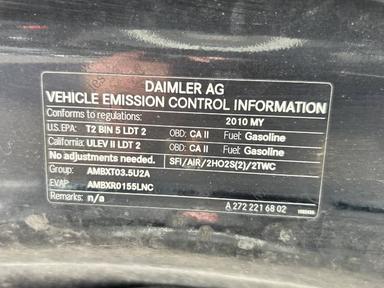 DAIMLER AG
VEHICLE EMISSION CONTROL INFORMATION
Conforms to regulations: 2010 MY
U.S.EPA: T2 BIN 5 LDT 2 OBD: CA II Fuel: Gasoline
California: ULEV II LDT 2 OBD: CA II Fuel: Gasoline
No adjustments needed. SFI/AIR/2HO2S(2)/2TWC
Group: AMBXT03.5U2A
EVAP: AMBXR0155LNC
Remarks: n/a A 272 221 68 02